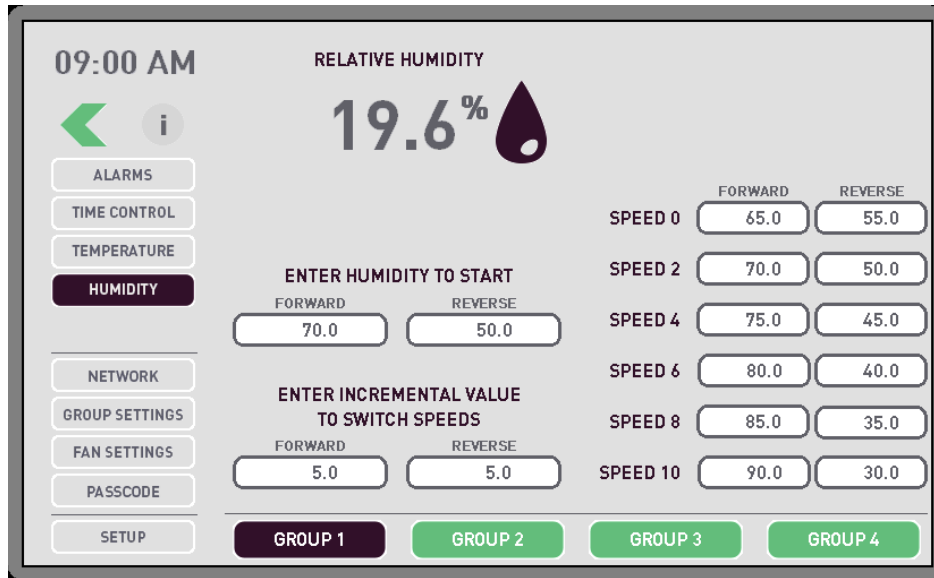 09:00 AM
i
ALARMS
TIME CONTROL
TEMPERATURE
HUMIDITY
NETWORK
GROUP SETTINGS
FAN SETTINGS
PASSCODE
SETUP
RELATIVE HUMIDITY
19.6%
ENTER HUMIDITY TO START
FORWARD REVERSE
70.0 50.0
ENTER INCREMENTAL VALUE
TO SWITCH SPEEDS
FORWARD REVERSE
5.0 5.0
FORWARD REVERSE
SPEED 0 65.0 55.0
SPEED 2 70.0 50.0
SPEED 4 75.0 45.0
SPEED 6 80.0 40.0
SPEED 8 85.0 35.0
SPEED 10 90.0 30.0
GROUP 1 GROUP 2 GROUP 3 GROUP 4